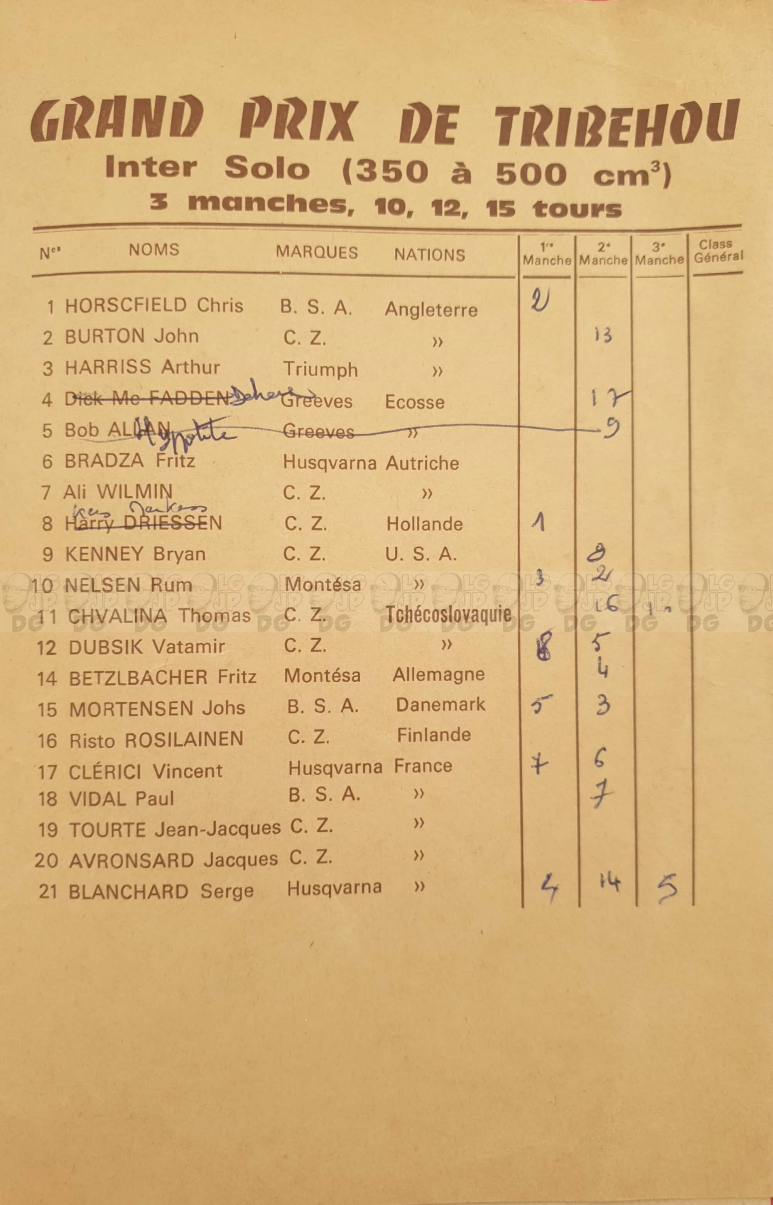 GRAND PRIX DE TRIBEHOU
Inter Solo (350 à 500 cm³)
3 manches, 10, 12, 15 tours
Nos NOMS MARQUES NATIONS 1re Manche 2e Manche 3e Manche Class Général
1 HORSCFIELD Chris B. S. A. Angleterre 2
2 BURTON John C. Z. » 13
3 HARRISS Arthur Triumph »
4 Dick Mc FADDEN Greeves Ecosse 17
5 Bob ALLAN Hyppolite Greeves » 9
6 BRADZA Fritz Husqvarna Autriche
7 Ali WILMIN C. Z. »
8 Harry DRIESSEN C. Z. Hollande 1
9 KENNEY Bryan C. Z. U. S. A. 8
10 NELSEN Rum Montésa » 3 2
11 CHVALINA Thomas C. Z. Tchécoslovaquie 16
12 DUBSIK Vatamir C. Z. » 5
14 BETZLBACHER Fritz Montésa Allemagne 4
15 MORTENSEN Johs B. S. A. Danemark 5 3
16 Risto ROSILAINEN C. Z. Finlande
17 CLÉRICI Vincent Husqvarna France 7 6
18 VIDAL Paul B. S. A. » 7
19 TOURTE Jean-Jacques C. Z. »
20 AVRONSARD Jacques C. Z. »
21 BLANCHARD Serge Husqvarna » 4 14 5